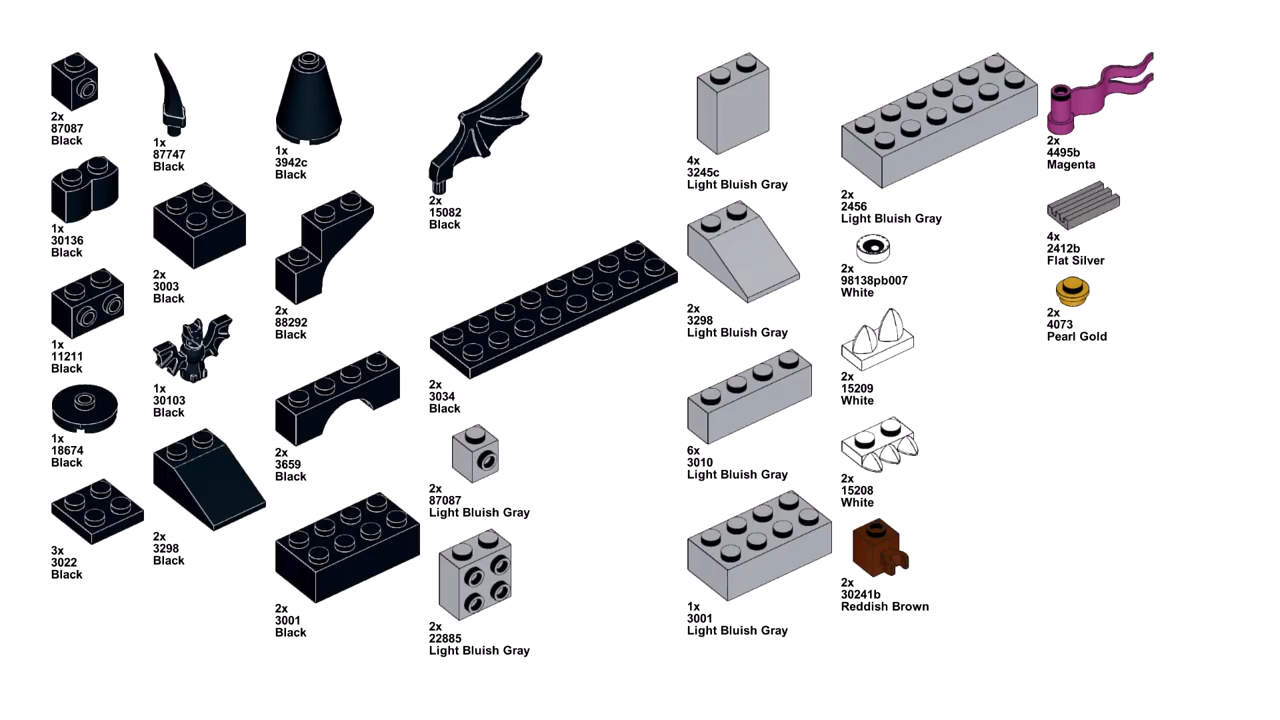 2x
87087
Black
1x
30136
Black
1x
11211
Black
1x
18674
Black
3x
3022
Black
1x
87747
Black
2x
3003
Black
1x
30103
Black
2x
3298
Black
1x
3942c
Black
2x
88292
Black
2x
3659
Black
2x
3001
Black
2x
15082
Black
2x
3034
Black
2x
87087
Light Bluish Gray
2x
22885
Light Bluish Gray
4x
3245c
Light Bluish Gray
2x
3298
Light Bluish Gray
6x
3010
Light Bluish Gray
1x
3001
Light Bluish Gray
2x
2456
Light Bluish Gray
2x
98138pb007
White
2x
15209
White
2x
15208
White
2x
30241b
Reddish Brown
2x
4495b
Magenta
4x
2412b
Flat Silver
2x
4073
Pearl Gold